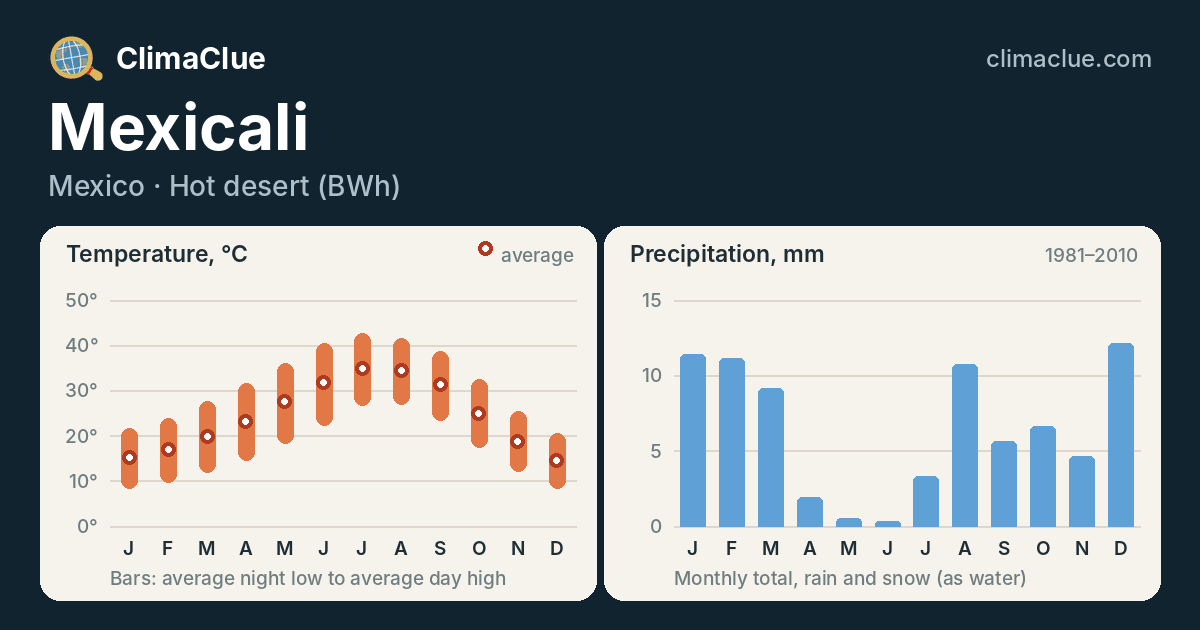 ClimaClue
climaclue.com
Mexicali
Mexico · Hot desert (BWh)
Temperature, °C
average
50°
40°
30°
20°
10°
0°
J F M A M J J A S O N D
Bars: average night low to average day high
Precipitation, mm
1981–2010
15
10
5
0
J F M A M J J A S O N D
Monthly total, rain and snow (as water)